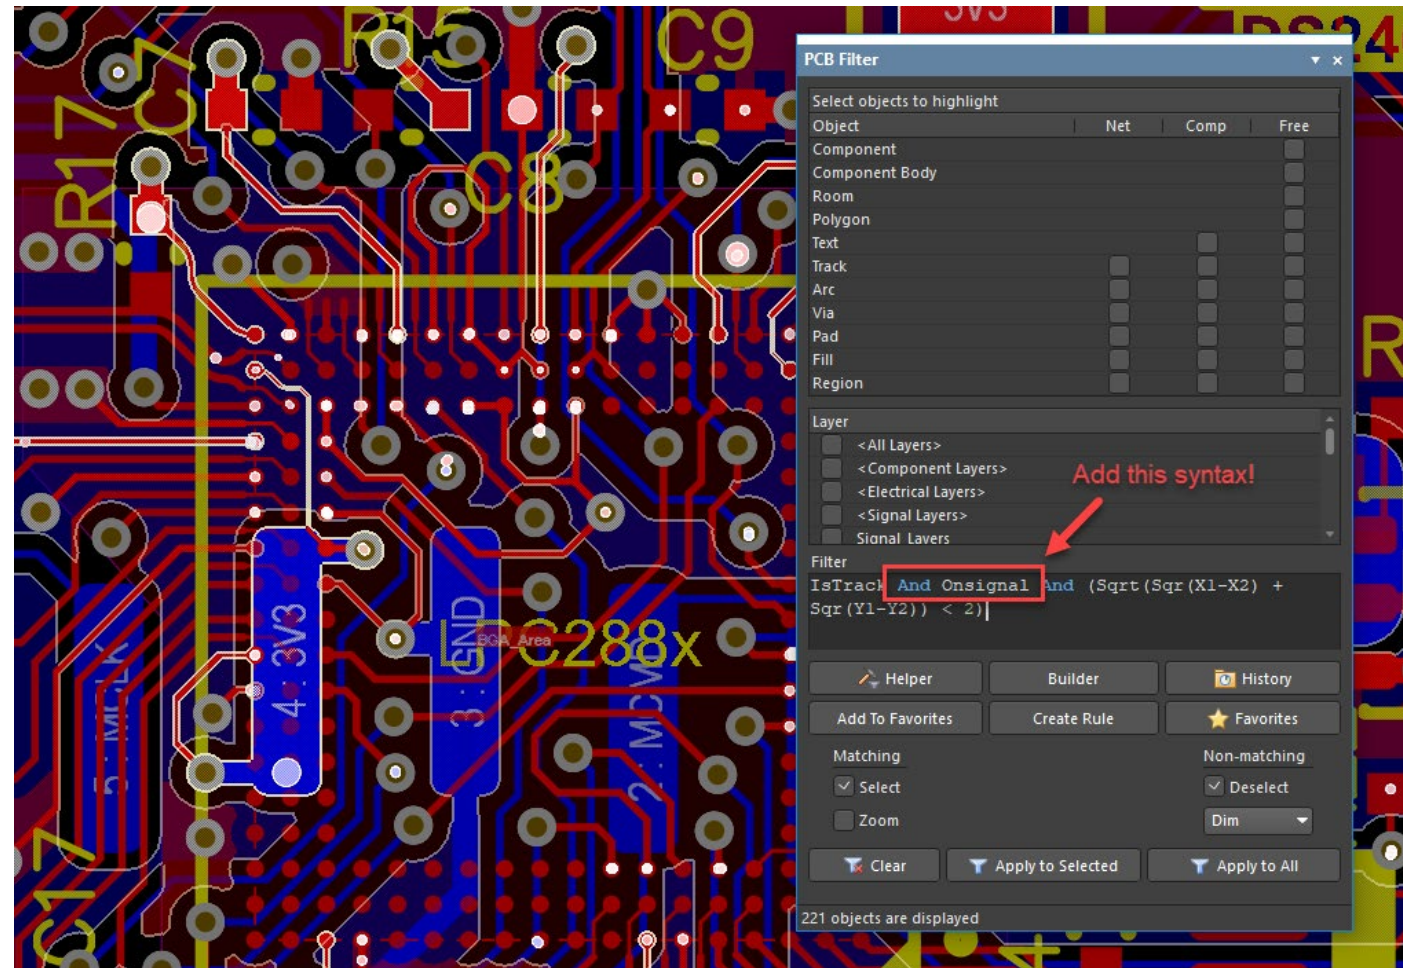 R15
C9
3V3
DS24
C7
R17
C8
R
PCB Filter
Select objects to highlight
Object Net Comp Free
Component
Component Body
Room
Polygon
Text
Track
Arc
Via
Pad
Fill
Region
Layer
<All Layers>
<Component Layers>
<Electrical Layers>
<Signal Layers>
Signal Layers
Add this syntax!
Filter
IsTrack And Onsignal And (Sqrt(Sqr(X1-X2) +
Sqr(Y1-Y2)) < 2)
Helper Builder History
Add To Favorites Create Rule Favorites
Matching Non-matching
Select Deselect
Zoom Dim
Clear Apply to Selected Apply to All
221 objects are displayed
BGA_Area
LPC288x
5:MCLK
4:3V3
3:GND
C17